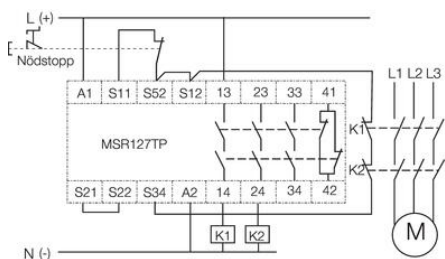 L (+)
Nödstopp
A1 S11 S52 S12 13 23 33 41
L1 L2 L3
MSR127TP
K1
K2
S21 S22 S34 A2 14 24 34 42
K1 K2
M
N (-)